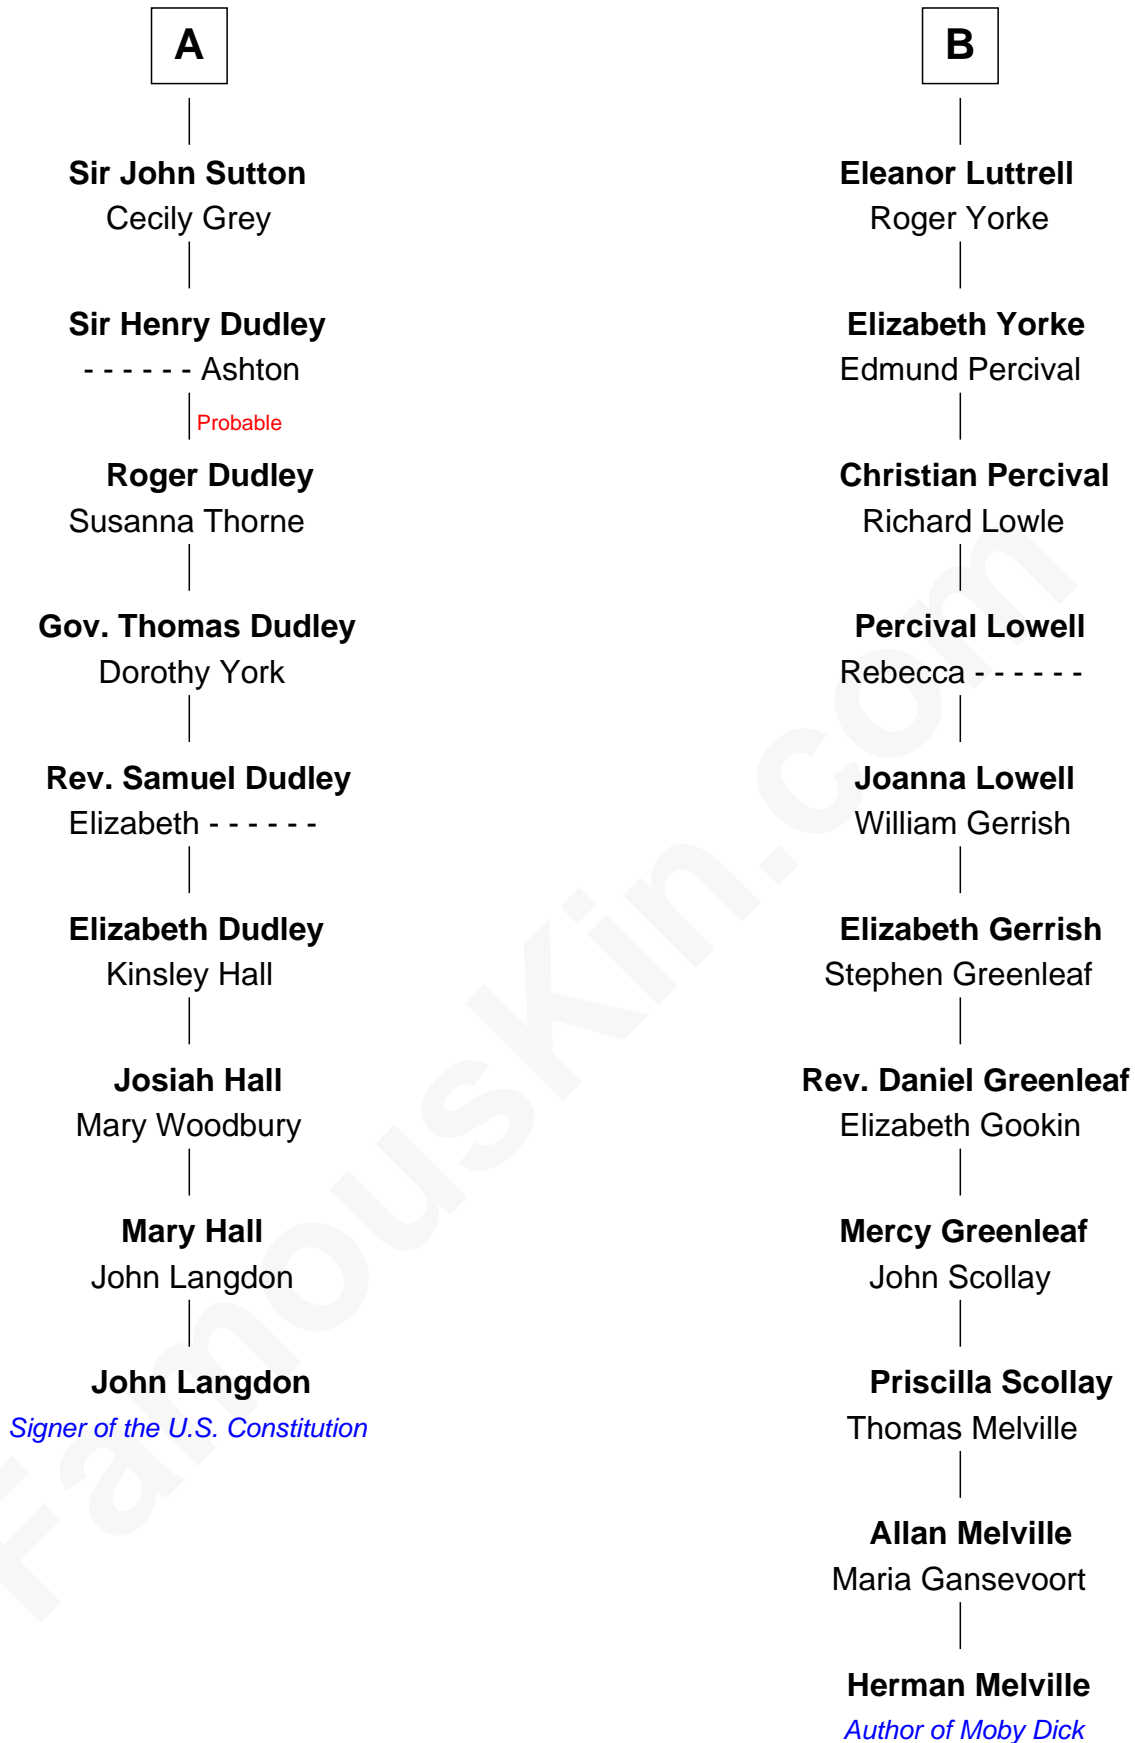 A
Sir John Sutton
Cecily Grey
Sir Henry Dudley
- - - - - - Ashton
Probable
Roger Dudley
Susanna Thorne
Gov. Thomas Dudley
Dorothy York
Rev. Samuel Dudley
Elizabeth - - - - - -
Elizabeth Dudley
Kinsley Hall
Josiah Hall
Mary Woodbury
Mary Hall
John Langdon
John Langdon
Signer of the U.S. Constitution
B
Eleanor Luttrell
Roger Yorke
Elizabeth Yorke
Edmund Percival
Christian Percival
Richard Lowle
Percival Lowell
Rebecca - - - - - -
Joanna Lowell
William Gerrish
Elizabeth Gerrish
Stephen Greenleaf
Rev. Daniel Greenleaf
Elizabeth Gookin
Mercy Greenleaf
John Scollay
Priscilla Scollay
Thomas Melville
Allan Melville
Maria Gansevoort
Herman Melville
Author of Moby Dick
FamousKin.com